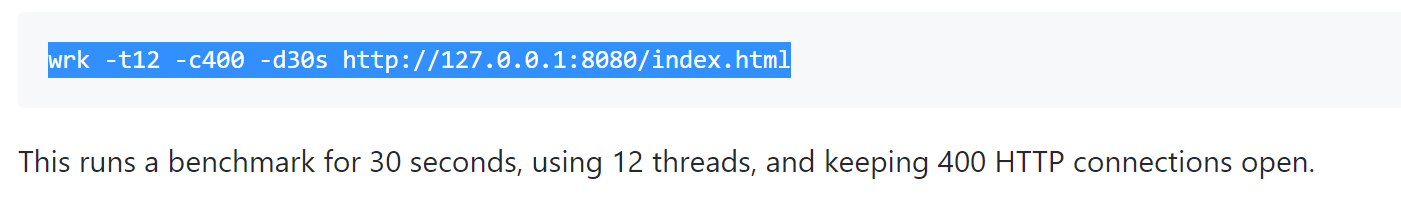 wrk -t12 -c400 -d30s http://127.0.0.1:8080/index.html
This runs a benchmark for 30 seconds, using 12 threads, and keeping 400 HTTP connections open.